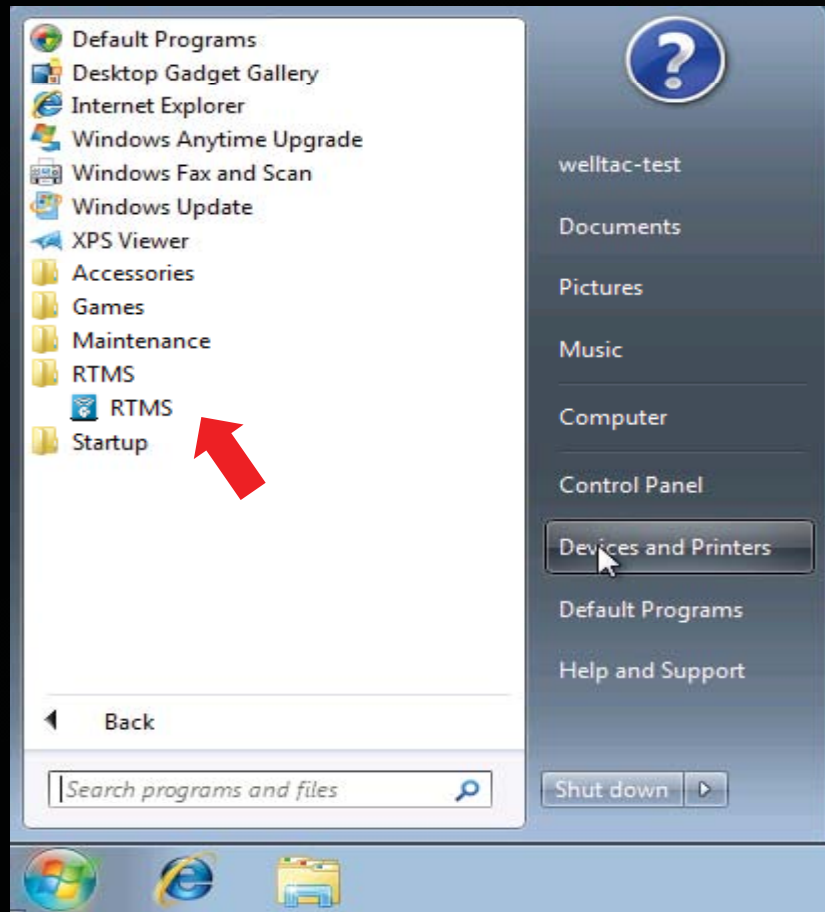 Default Programs
Desktop Gadget Gallery
Internet Explorer
Windows Anytime Upgrade
Windows Fax and Scan
Windows Update
XPS Viewer
Accessories
Games
Maintenance
RTMS
RTMS
Startup
Back
Search programs and files
?
welltac-test
Documents
Pictures
Music
Computer
Control Panel
Devices and Printers
Default Programs
Help and Support
Shut down